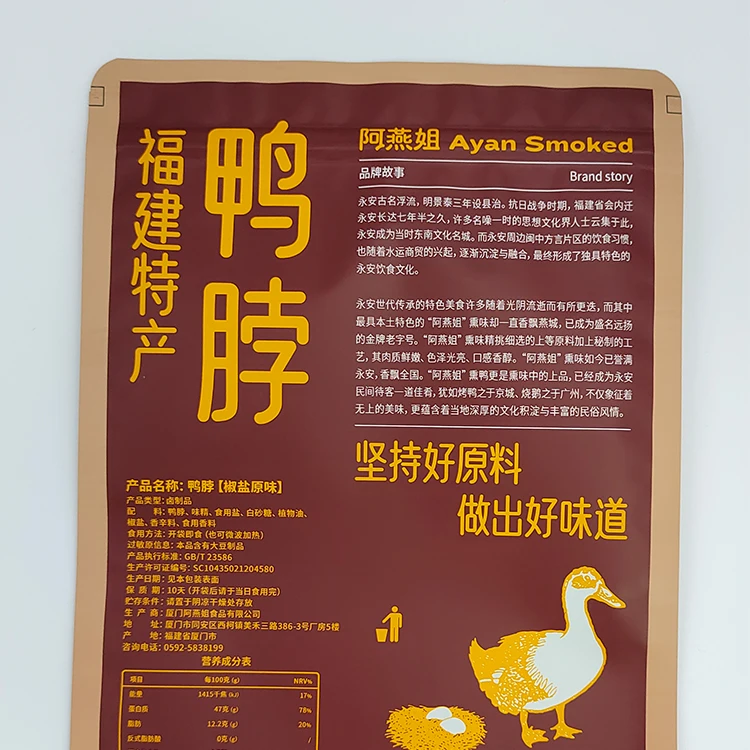 福建特产
鸭脖
阿燕姐 Ayan Smoked
品牌故事 Brand story
永安古名浮流，明景泰三年设县治。抗日战争时期，福建省会内迁
永安长达七年半之久，许多名噪一时的思想文化界人士云集于此，
永安成为当时东南文化名城。而永安周边闽中方言片区的饮食习惯，
也随着水运商贸的兴起，逐渐沉淀与融合，最终形成了独具特色的
永安饮食文化。
永安世代传承的特色美食许多随着光阴流逝而有所更迭，而其中
最具本土特色的“阿燕姐”熏味却一直香飘燕城，已成为盛名远扬
的金牌老字号。“阿燕姐”熏味精挑细选的上等原料加上秘制的工
艺，其肉质鲜嫩、色泽光亮、口感香醇。“阿燕姐”熏味如今已誉满
永安，香飘全国。“阿燕姐”熏鸭更是熏味中的上品，已经成为永安
民间待客一道佳肴，犹如烤鸭之于京城、烧鹅之于广州，不仅象征着
无上的美味，更蕴含着当地深厚的文化积淀与丰富的民俗风情。
坚持好原料
做出好味道
产品名称：鸭脖【椒盐原味】
产品类型：卤制品
配 料：鸭脖、味精、食用盐、白砂糖、植物油、
椒盐、香辛料、食用香料
食用方法：开袋即食（也可微波加热）
过敏原信息：本品含有大豆制品
产品执行标准：GB/T 23586
生产许可证编号：SC10435021204580
生产日期：见本包装表面
保 质 期：10天（开袋后请于当日食用完）
贮存条件：请置于阴凉干燥处存放
生 产 商：厦门阿燕姐食品有限公司
地 址：厦门市同安区西柯镇美禾三路386-3号厂房5楼
产 地：福建省厦门市
咨询电话：0592-5838199
营养成分表
项目 每100克(g) NRV%
能量 1415千焦(kJ) 17%
蛋白质 47克(g) 78%
脂肪 12.2克(g) 20%
反式脂肪酸 0克(g) /